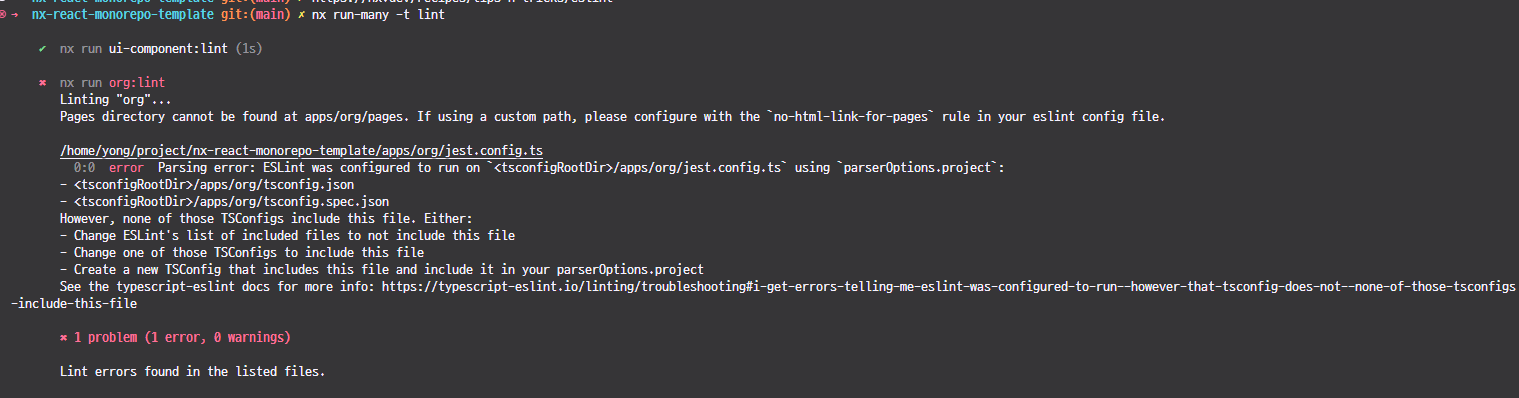 nx-react-monorepo-template git:(main) ✗ nx run-many -t lint
✔ nx run ui-component:lint (1s)
✖ nx run org:lint
Linting "org"...
Pages directory cannot be found at apps/org/pages. If using a custom path, please configure with the `no-html-link-for-pages` rule in your eslint config file.
/home/yong/project/nx-react-monorepo-template/apps/org/jest.config.ts
0:0 error Parsing error: ESLint was configured to run on `<tsconfigRootDir>/apps/org/jest.config.ts` using `parserOptions.project`:
- <tsconfigRootDir>/apps/org/tsconfig.json
- <tsconfigRootDir>/apps/org/tsconfig.spec.json
However, none of those TSConfigs include this file. Either:
- Change ESLint's list of included files to not include this file
- Change one of those TSConfigs to include this file
- Create a new TSConfig that includes this file and include it in your parserOptions.project
See the typescript-eslint docs for more info: https://typescript-eslint.io/linting/troubleshooting#i-get-errors-telling-me-eslint-was-configured-to-run--however-that-tsconfig-does-not--none-of-those-tsconfigs
-include-this-file
✖ 1 problem (1 error, 0 warnings)
Lint errors found in the listed files.